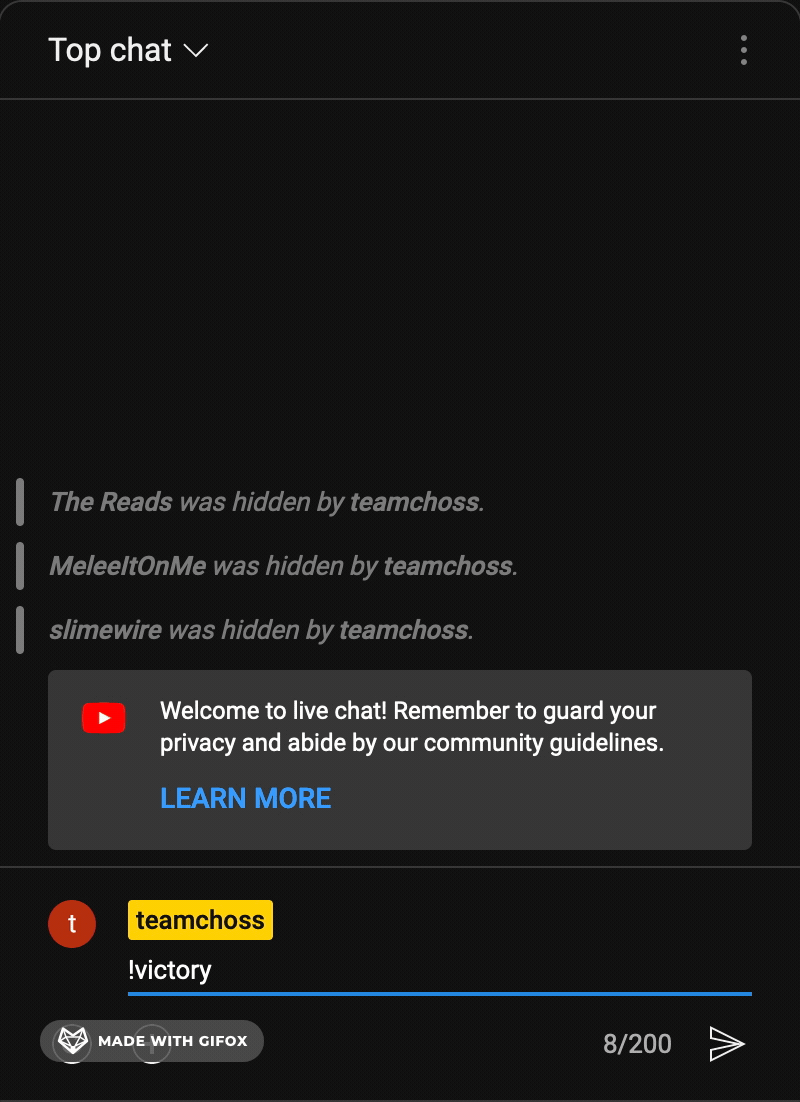 Top chat
The Reads was hidden by teamchoss.
MeleeItOnMe was hidden by teamchoss.
slimewire was hidden by teamchoss.
Welcome to live chat! Remember to guard your
privacy and abide by our community guidelines.
LEARN MORE
t
teamchoss
!victory
MADE WITH GIFOX
8/200